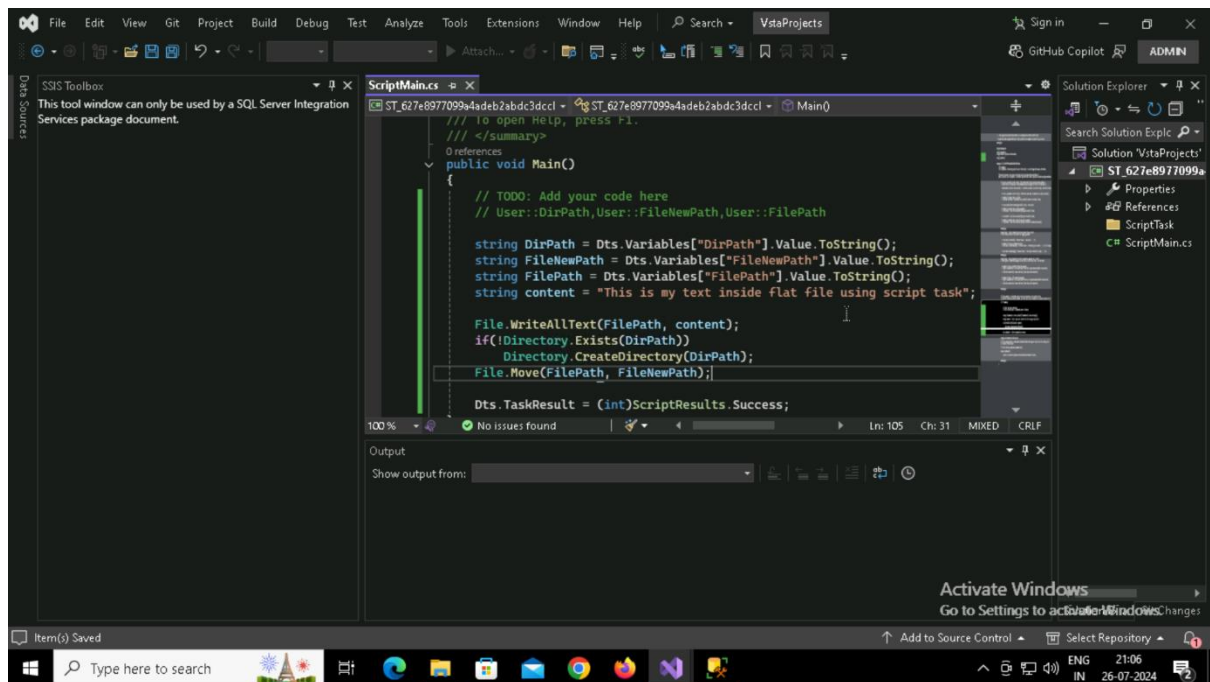 File Edit View Git Project Build Debug Test Analyze Tools Extensions Window Help Search VstaProjects Sign in
Attach... GitHub Copilot ADMIN
Data Sources
SSIS Toolbox
This tool window can only be used by a SQL Server Integration
Services package document.
ScriptMain.cs
ST_627e8977099a4adeb2abdc3dccl ST_627e8977099a4adeb2abdc3dccl Main()
/// To open Help, press F1.
/// </summary>
0 references
public void Main()
{
// TODO: Add your code here
// User::DirPath,User::FileNewPath,User::FilePath
string DirPath = Dts.Variables["DirPath"].Value.ToString();
string FileNewPath = Dts.Variables["FileNewPath"].Value.ToString();
string FilePath = Dts.Variables["FilePath"].Value.ToString();
string content = "This is my text inside flat file using script task";
File.WriteAllText(FilePath, content);
if(!Directory.Exists(DirPath))
Directory.CreateDirectory(DirPath);
File.Move(FilePath, FileNewPath);
Dts.TaskResult = (int)ScriptResults.Success;
100 % No issues found Ln: 105 Ch: 31 MIXED CRLF
Output
Show output from:
Solution Explorer
Search Solution Explc
Solution 'VstaProjects'
ST_627e8977099a
Properties
References
ScriptTask
C# ScriptMain.cs
Activate Windows
Go to Settings to activate Windows.
Changes
Item(s) Saved Add to Source Control Select Repository 1
Type here to search ENG 21:06
IN 26-07-2024 2